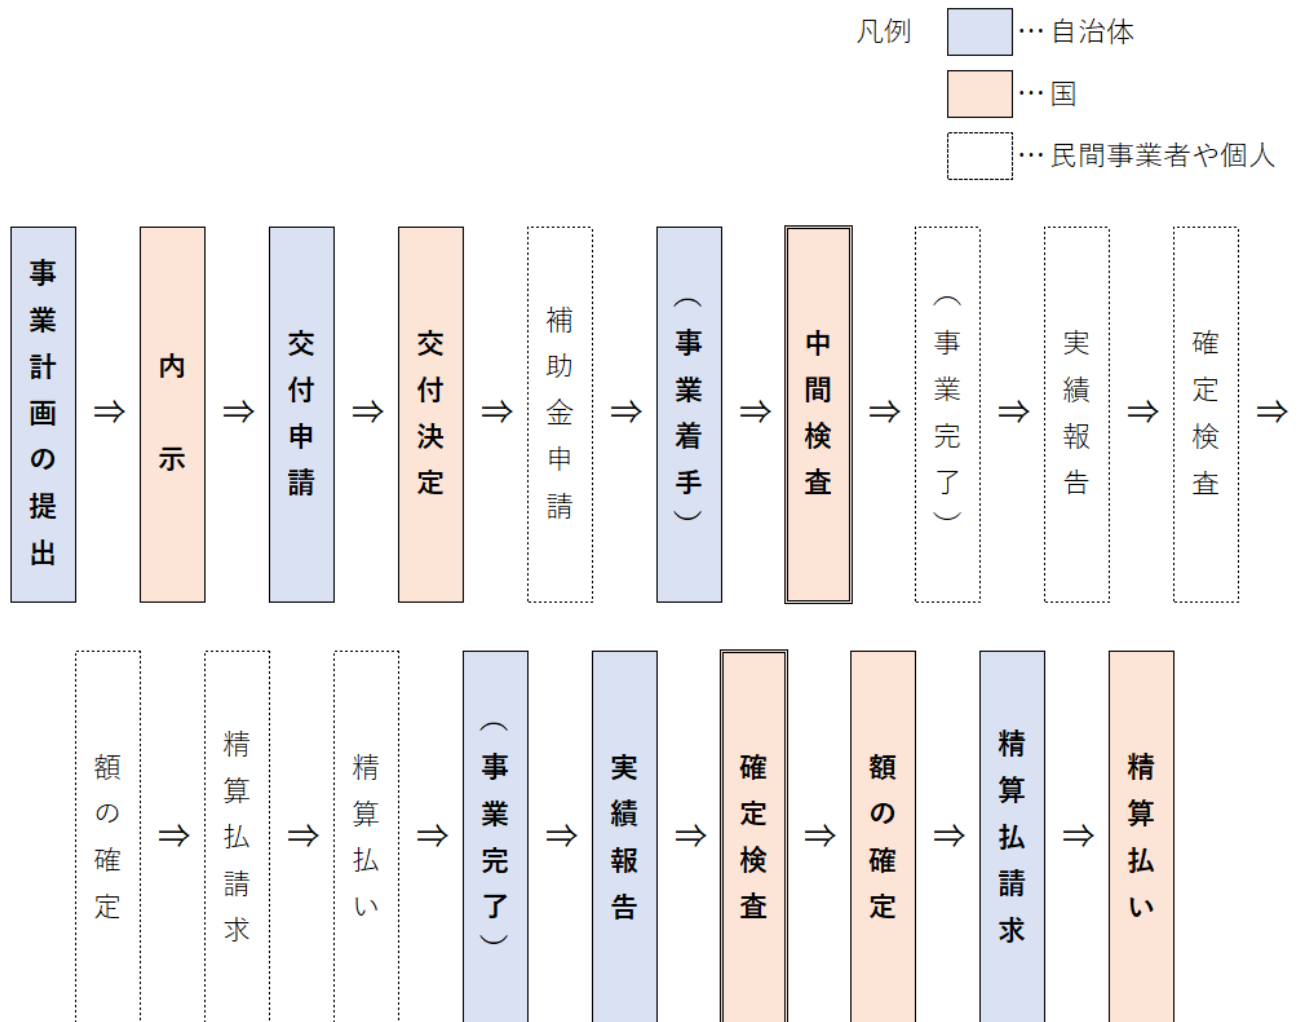 凡例
…自治体
…国
…民間事業者や個人
事業計画の提出
⇒
内示
⇒
交付申請
⇒
交付決定
⇒
補助金申請
⇒
（事業着手）
⇒
中間検査
⇒
（事業完了）
⇒
実績報告
⇒
確定検査
⇒
額の確定
⇒
精算払請求
⇒
精算払い
⇒
（事業完了）
⇒
実績報告
⇒
確定検査
⇒
額の確定
⇒
精算払請求
⇒
精算払い